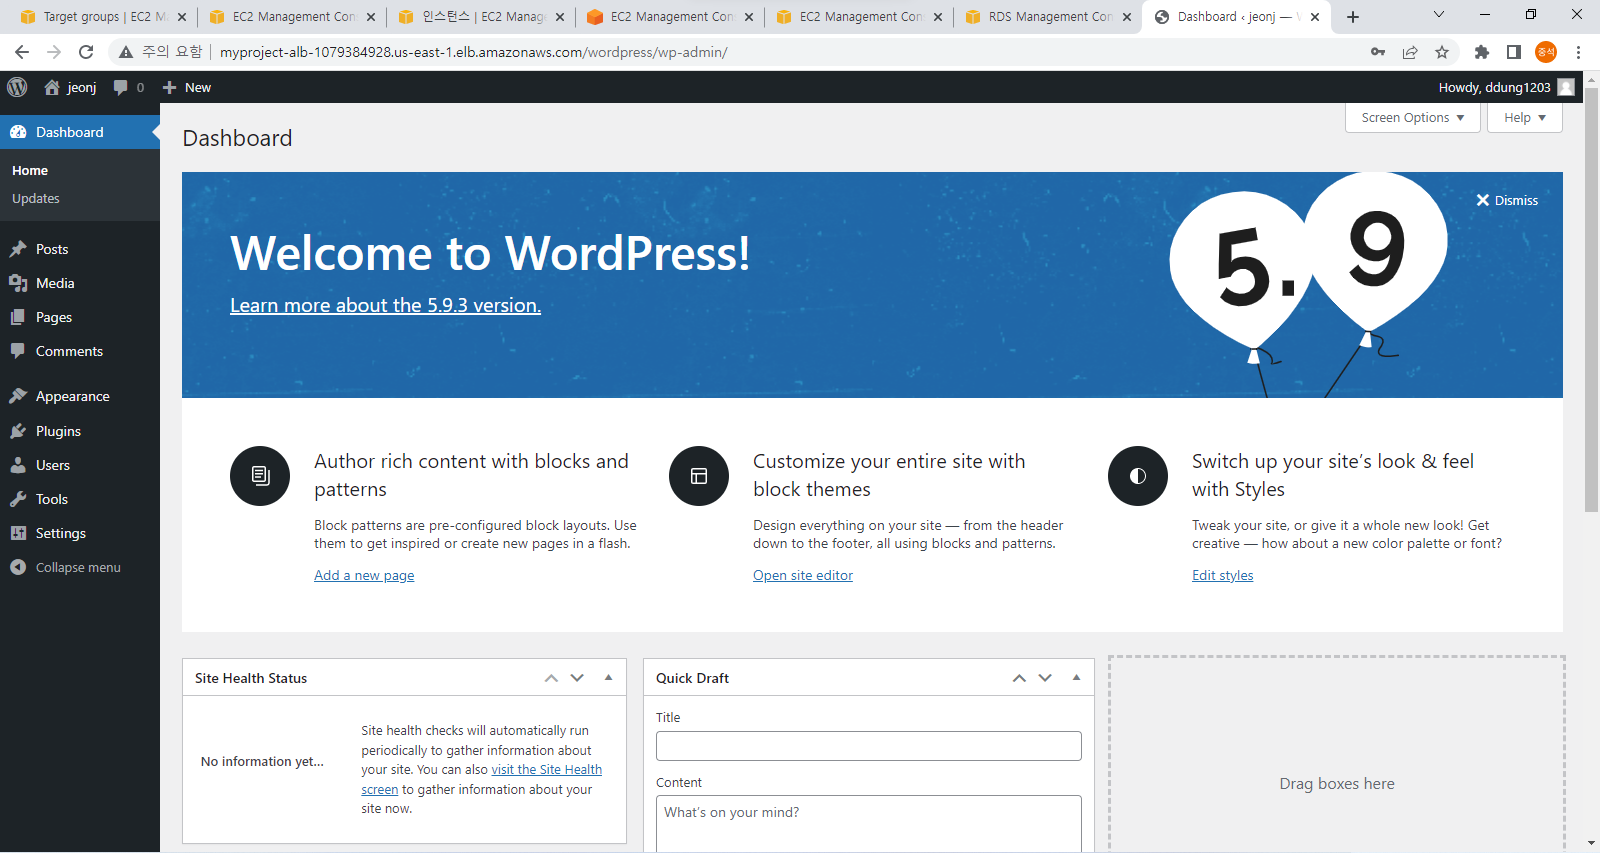 Target groups | EC2 M
EC2 Management Con
인스턴스 | EC2 Manage
EC2 Management Con
EC2 Management Con
RDS Management Con
Dashboard ‹ jeonj — W
주의 요함
myproject-alb-1079384928.us-east-1.elb.amazonaws.com/wordpress/wp-admin/
중석
jeonj
0
New
Howdy, ddung1203
Dashboard
Home
Updates
Posts
Media
Pages
Comments
Appearance
Plugins
Users
Tools
Settings
Collapse menu
Screen Options
Help
Dashboard
Dismiss
Welcome to WordPress!
Learn more about the 5.9.3 version.
5.9
Author rich content with blocks and
patterns
Block patterns are pre-configured block layouts. Use
them to get inspired or create new pages in a flash.
Add a new page
Customize your entire site with
block themes
Design everything on your site — from the header
down to the footer, all using blocks and patterns.
Open site editor
Switch up your site’s look & feel
with Styles
Tweak your site, or give it a whole new look! Get
creative — how about a new color palette or font?
Edit styles
Site Health Status
No information yet...
Site health checks will automatically run
periodically to gather information about
your site. You can also visit the Site Health
screen to gather information about your
site now.
Quick Draft
Title
Content
What’s on your mind?
Drag boxes here